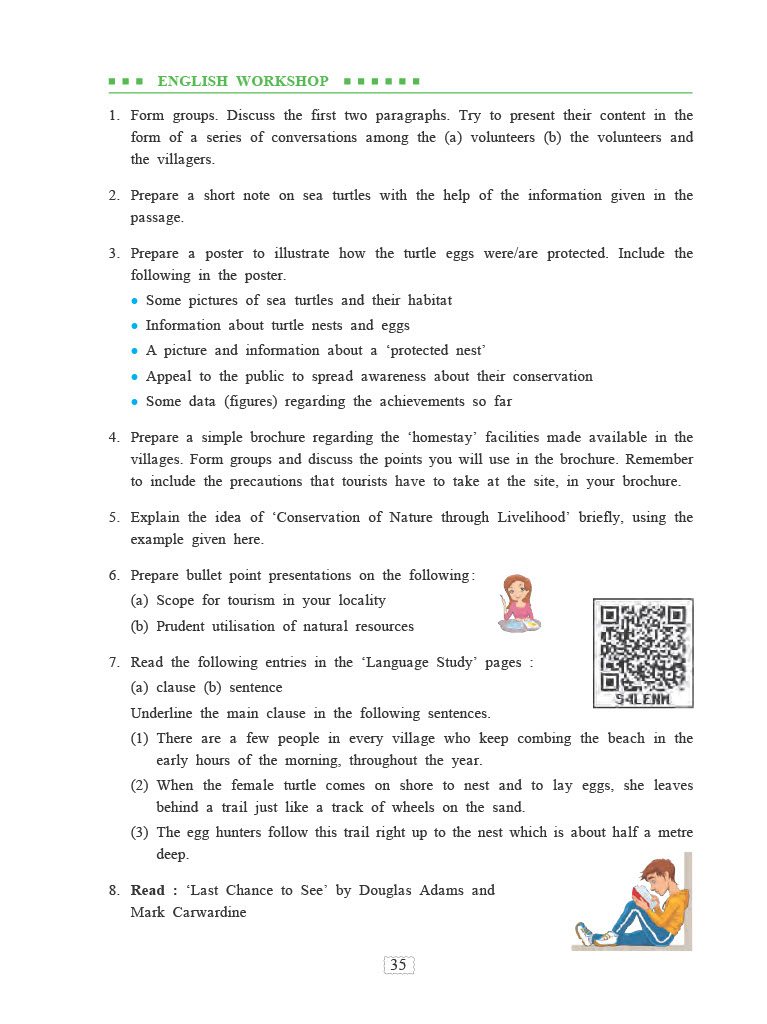 ENGLISH WORKSHOP
1. Form groups. Discuss the first two paragraphs. Try to present their content in the
form of a series of conversations among the (a) volunteers (b) the volunteers and
the villagers.
2. Prepare a short note on sea turtles with the help of the information given in the
passage.
3. Prepare a poster to illustrate how the turtle eggs were/are protected. Include the
following in the poster.
• Some pictures of sea turtles and their habitat
• Information about turtle nests and eggs
• A picture and information about a ‘protected nest’
• Appeal to the public to spread awareness about their conservation
• Some data (figures) regarding the achievements so far
4. Prepare a simple brochure regarding the ‘homestay’ facilities made available in the
villages. Form groups and discuss the points you will use in the brochure. Remember
to include the precautions that tourists have to take at the site, in your brochure.
5. Explain the idea of ‘Conservation of Nature through Livelihood’ briefly, using the
example given here.
6. Prepare bullet point presentations on the following:
(a) Scope for tourism in your locality
(b) Prudent utilisation of natural resources
S4LENM
7. Read the following entries in the ‘Language Study’ pages :
(a) clause (b) sentence
Underline the main clause in the following sentences.
(1) There are a few people in every village who keep combing the beach in the
early hours of the morning, throughout the year.
(2) When the female turtle comes on shore to nest and to lay eggs, she leaves
behind a trail just like a track of wheels on the sand.
(3) The egg hunters follow this trail right up to the nest which is about half a metre
deep.
8. Read : ‘Last Chance to See’ by Douglas Adams and
Mark Carwardine
35